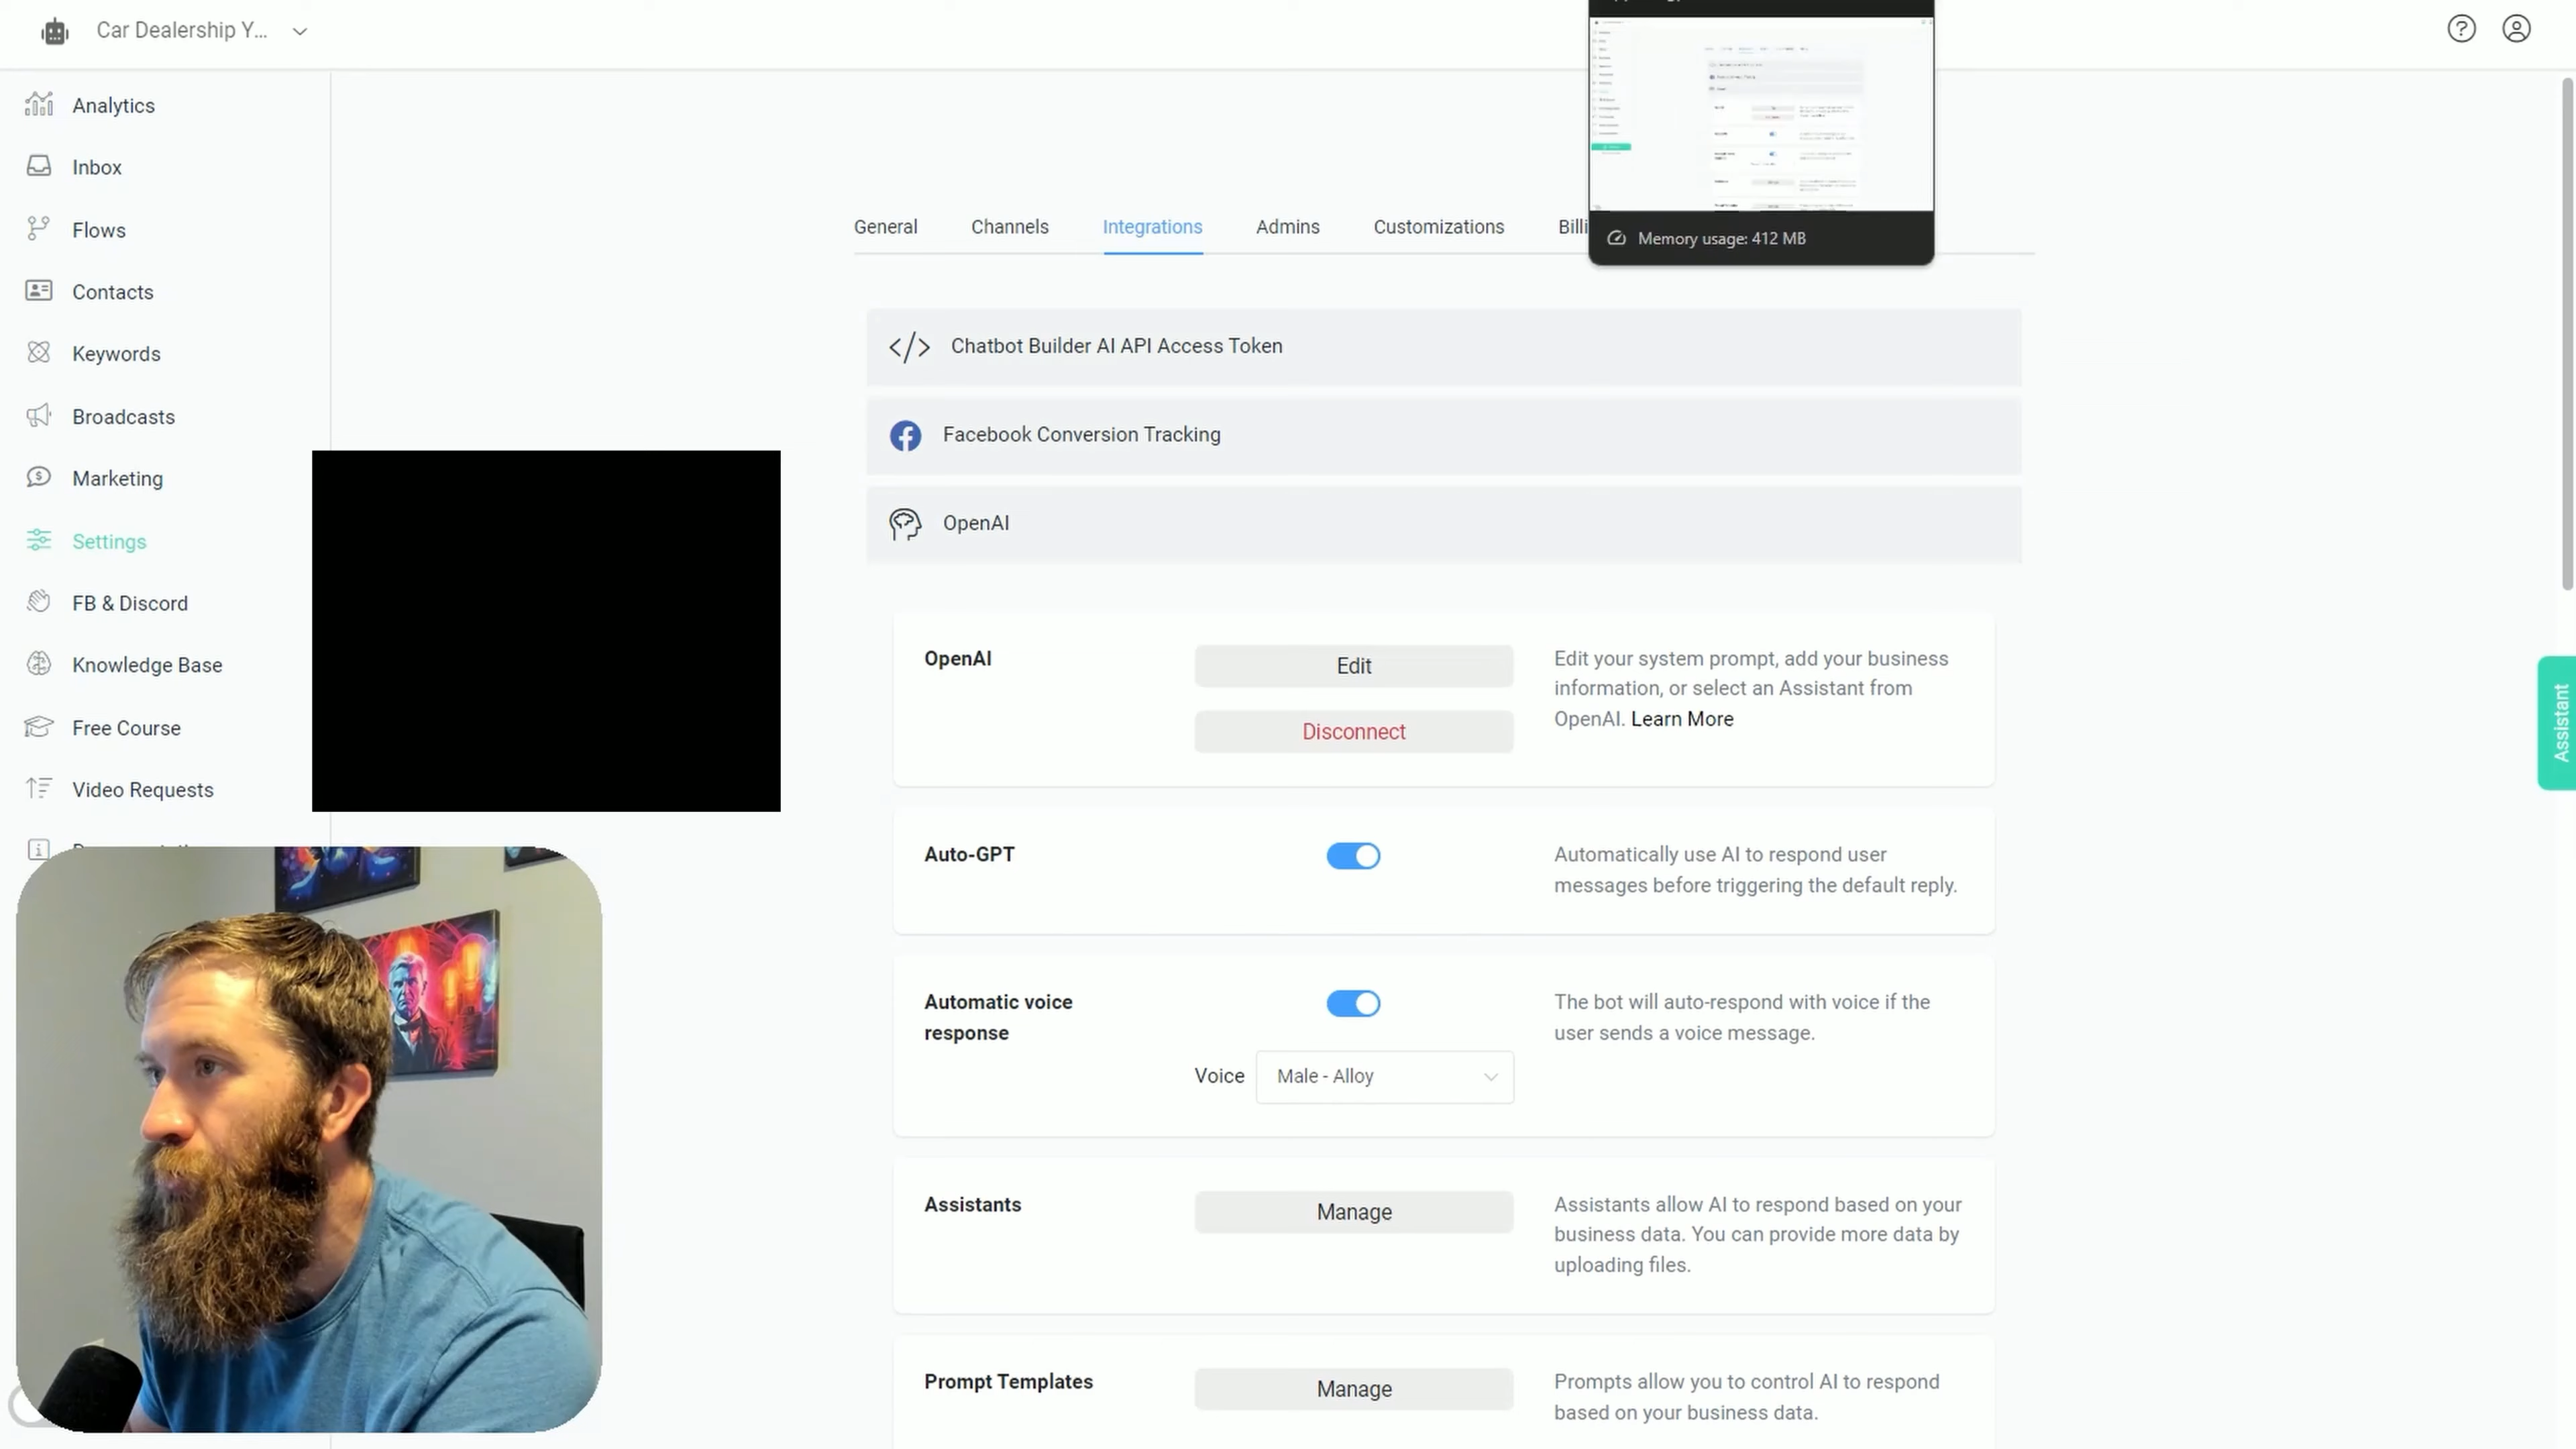 Car Dealership Y...
Analytics
Inbox
Flows
Contacts
Keywords
Broadcasts
Marketing
Settings
FB & Discord
Knowledge Base
Free Course
Video Requests
General
Channels
Integrations
Admins
Customizations
Billi
Memory usage: 412 MB
Chatbot Builder AI API Access Token
Facebook Conversion Tracking
OpenAI
OpenAI
Edit
Disconnect
Edit your system prompt, add your business
information, or select an Assistant from
OpenAI. Learn More
Auto-GPT
Automatically use AI to respond user
messages before triggering the default reply.
Automatic voice
response
Voice
Male - Alloy
The bot will auto-respond with voice if the
user sends a voice message.
Assistants
Manage
Assistants allow AI to respond based on your
business data. You can provide more data by
uploading files.
Prompt Templates
Manage
Prompts allow you to control AI to respond
based on your business data.
Assistant